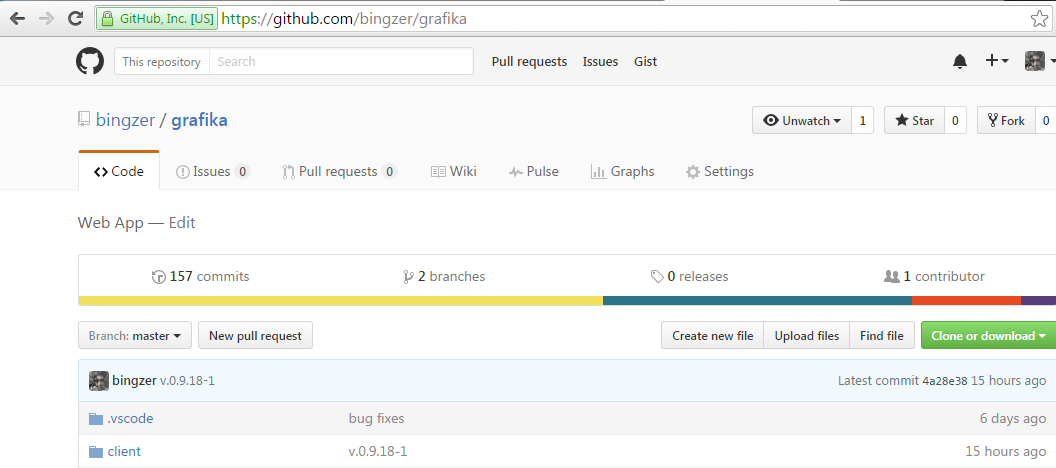 GitHub, Inc. [US] https://github.com/bingzer/grafika
This repository Search Pull requests Issues Gist
bingzer / grafika Unwatch 1 Star 0 Fork 0
Code Issues 0 Pull requests 0 Wiki Pulse Graphs Settings
Web App — Edit
157 commits 2 branches 0 releases 1 contributor
Branch: master New pull request Create new file Upload files Find file Clone or download
bingzer v.0.9.18-1 Latest commit 4a28e38 15 hours ago
.vscode bug fixes 6 days ago
client v.0.9.18-1 15 hours ago